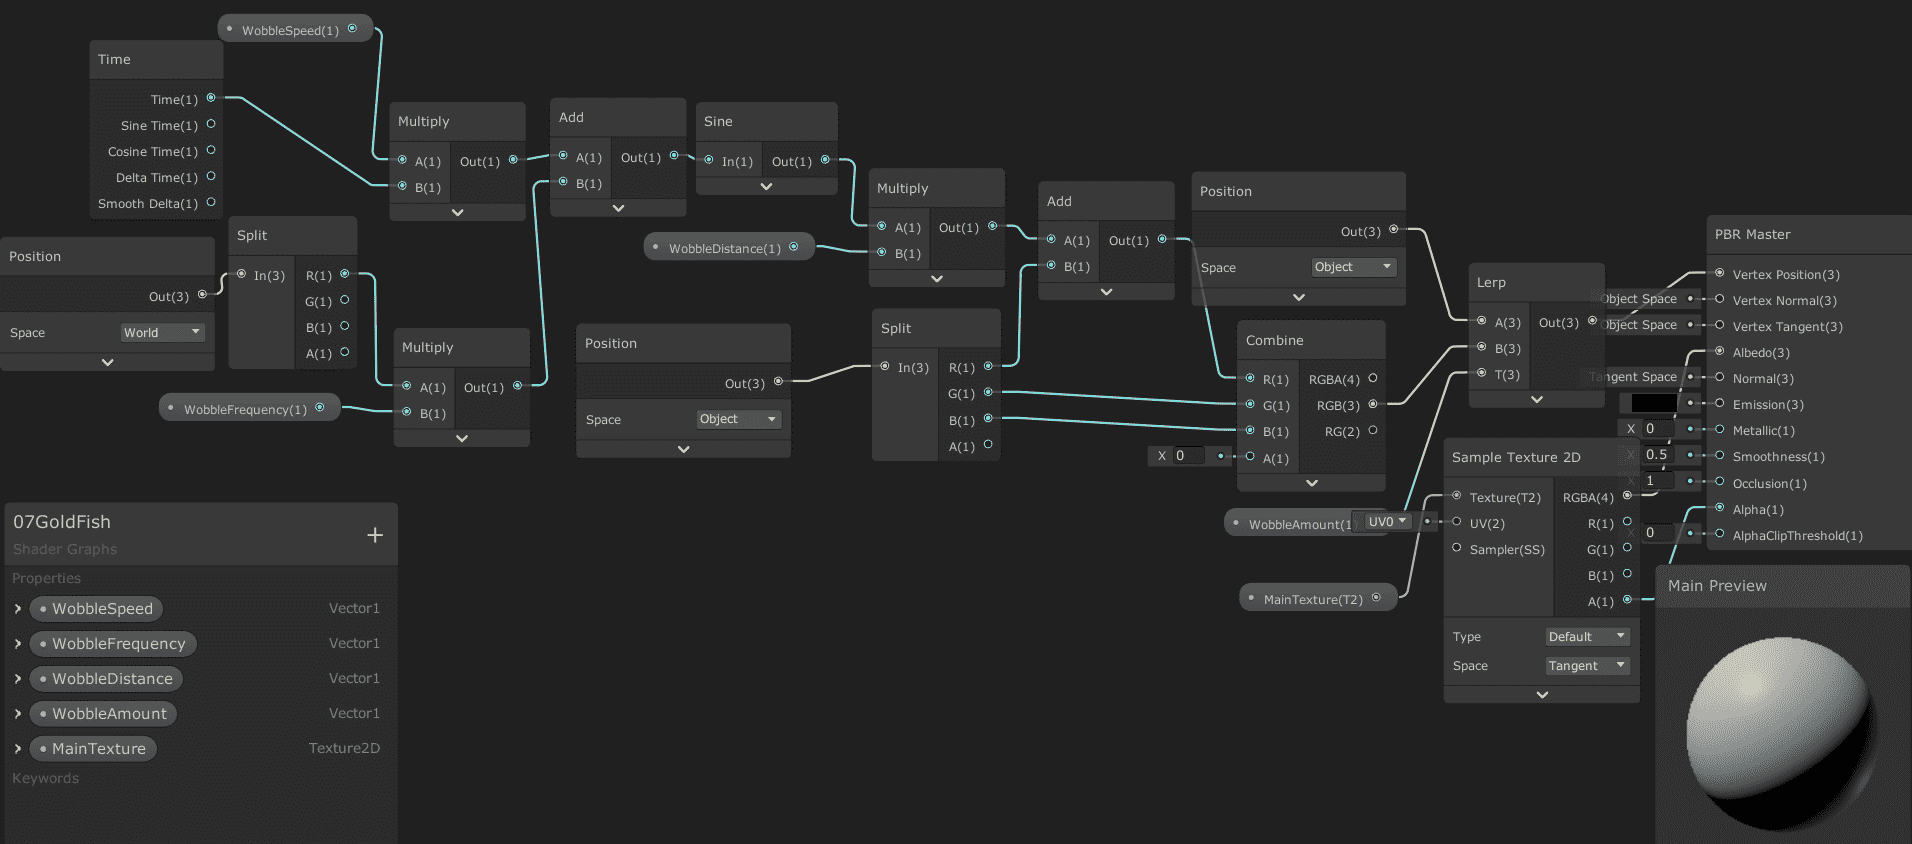 WobbleSpeed(1)
Time
Time(1)
Sine Time(1)
Cosine Time(1)
Delta Time(1)
Smooth Delta(1)
Position
Out(3)
Space World
Split
In(3) R(1)
G(1)
B(1)
A(1)
WobbleFrequency(1)
Multiply
A(1) Out(1)
B(1)
Multiply
A(1) Out(1)
B(1)
Add
A(1) Out(1)
B(1)
Sine
In(1) Out(1)
WobbleDistance(1)
Position
Out(3)
Space Object
Multiply
A(1) Out(1)
B(1)
Split
In(3) R(1)
G(1)
B(1)
A(1)
Add
A(1) Out(1)
B(1)
Position
Out(3)
Space Object
Combine
R(1) RGBA(4)
G(1) RGB(3)
B(1) RG(2)
X 0 A(1)
WobbleAmount(1 UV0
MainTexture(T2)
Lerp
A(3) Out(3)
B(3)
T(3)
Sample Texture 2D
Texture(T2) RGBA(4)
UV(2) R(1)
Sampler(SS) G(1)
B(1)
A(1)
Type Default
Space Tangent
PBR Master
Vertex Position(3)
Object Space Vertex Normal(3)
Object Space Vertex Tangent(3)
Albedo(3)
Tangent Space Normal(3)
Emission(3)
X 0 Metallic(1)
X 0.5 Smoothness(1)
X 1 Occlusion(1)
Alpha(1)
X 0 AlphaClipThreshold(1)
Main Preview
07GoldFish
+
Shader Graphs
Properties
WobbleSpeed Vector1
WobbleFrequency Vector1
WobbleDistance Vector1
WobbleAmount Vector1
MainTexture Texture2D
Keywords